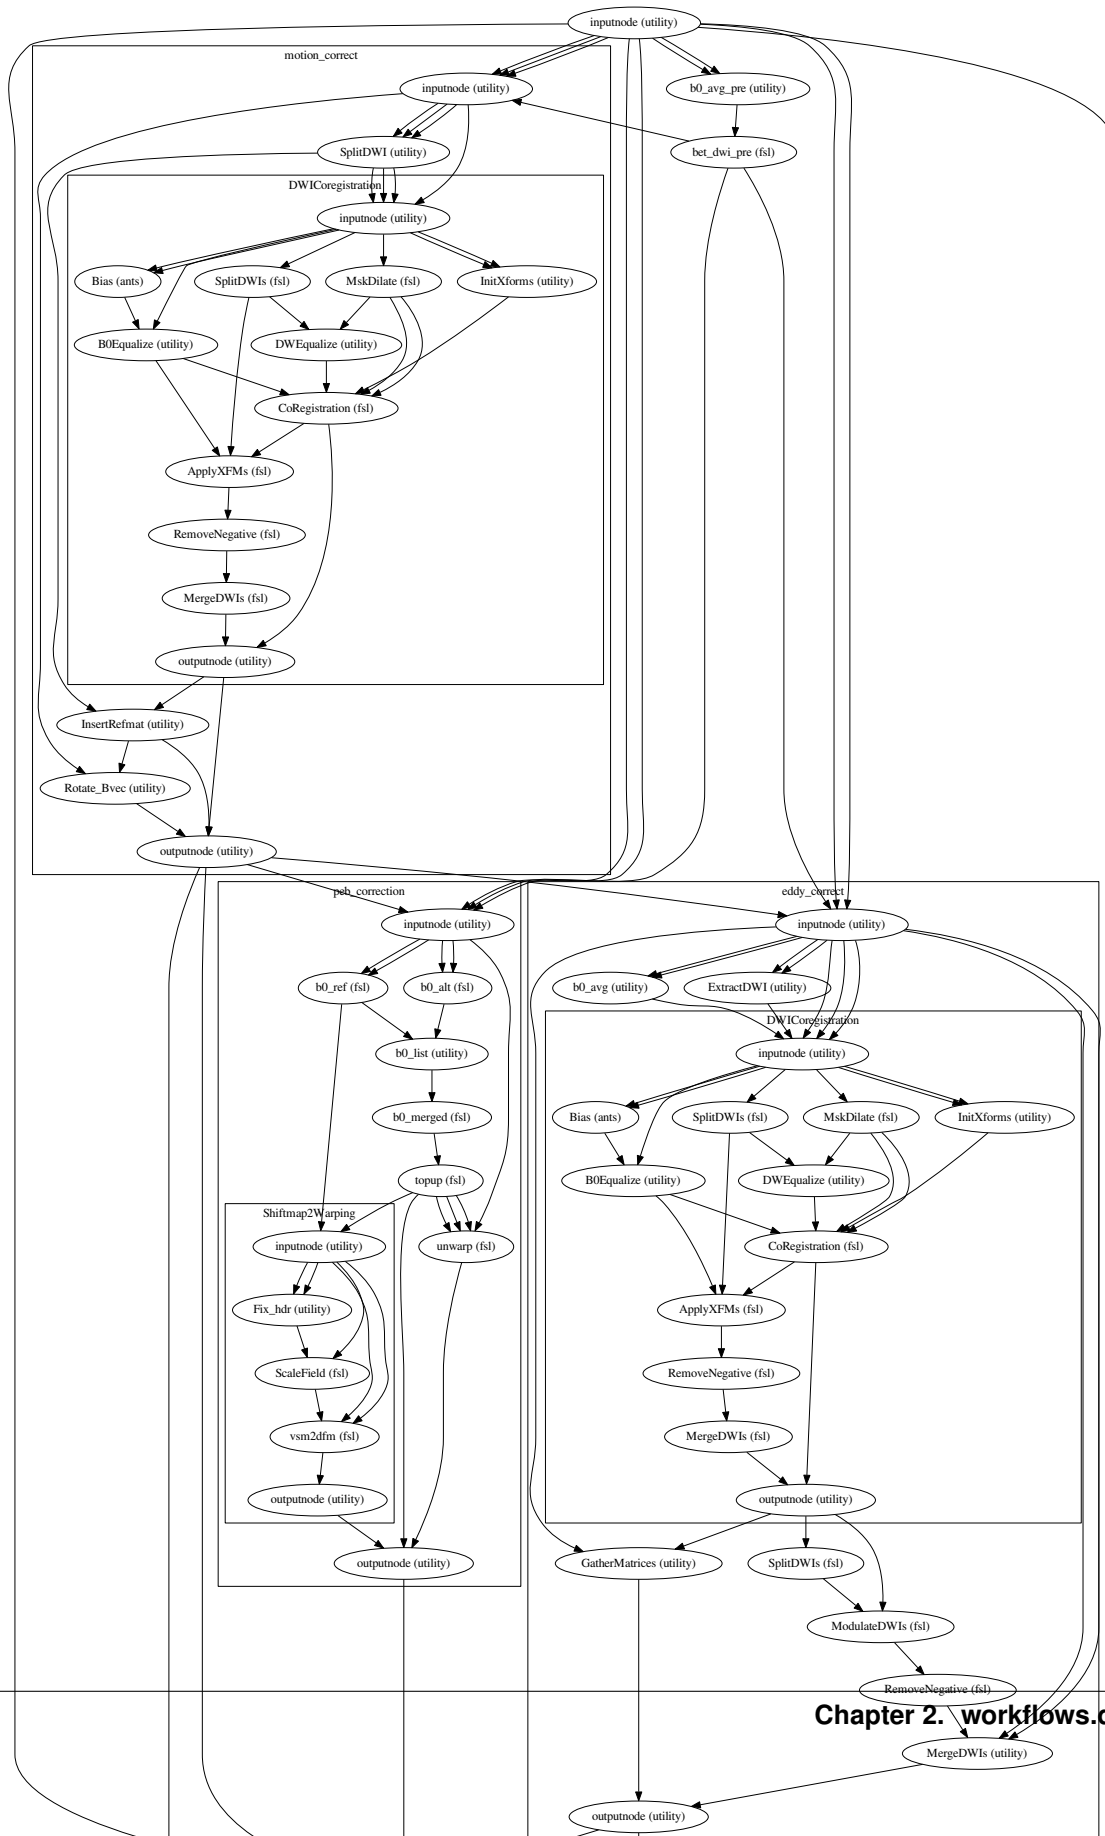 inputnode (utility)
motion_correct
inputnode (utility)
b0_avg_pre (utility)
SplitDWI (utility)
bet_dwi_pre (fsl)
DWICoregistration
inputnode (utility)
Bias (ants)
SplitDWIs (fsl)
MskDilate (fsl)
InitXforms (utility)
B0Equalize (utility)
DWEqualize (utility)
CoRegistration (fsl)
ApplyXFMs (fsl)
RemoveNegative (fsl)
MergeDWIs (fsl)
outputnode (utility)
InsertRefmat (utility)
Rotate_Bvec (utility)
outputnode (utility)
peb_correction
eddy_correct
inputnode (utility)
inputnode (utility)
b0_ref (fsl)
b0_alt (fsl)
b0_avg (utility)
ExtractDWI (utility)
DWICoregistration
b0_list (utility)
inputnode (utility)
b0_merged (fsl)
Bias (ants)
SplitDWIs (fsl)
MskDilate (fsl)
InitXforms (utility)
topup (fsl)
B0Equalize (utility)
DWEqualize (utility)
Shiftmap2Warping
inputnode (utility)
unwarp (fsl)
CoRegistration (fsl)
Fix_hdr (utility)
ApplyXFMs (fsl)
ScaleField (fsl)
RemoveNegative (fsl)
vsm2dfm (fsl)
MergeDWIs (fsl)
outputnode (utility)
outputnode (utility)
outputnode (utility)
GatherMatrices (utility)
SplitDWIs (fsl)
ModulateDWIs (fsl)
RemoveNegative (fsl)
Chapter 2. workflows.
MergeDWIs (utility)
outputnode (utility)